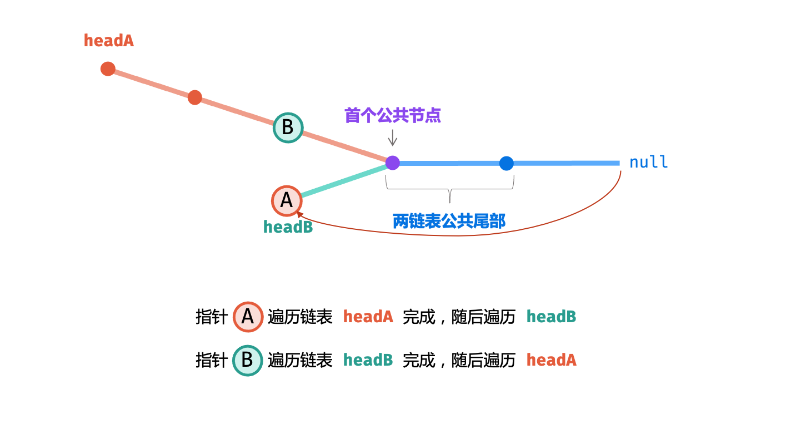 headA
B
首个公共节点
null
A
headB
两链表公共尾部
指针 A 遍历链表 headA 完成，随后遍历 headB
指针 B 遍历链表 headB 完成，随后遍历 headA